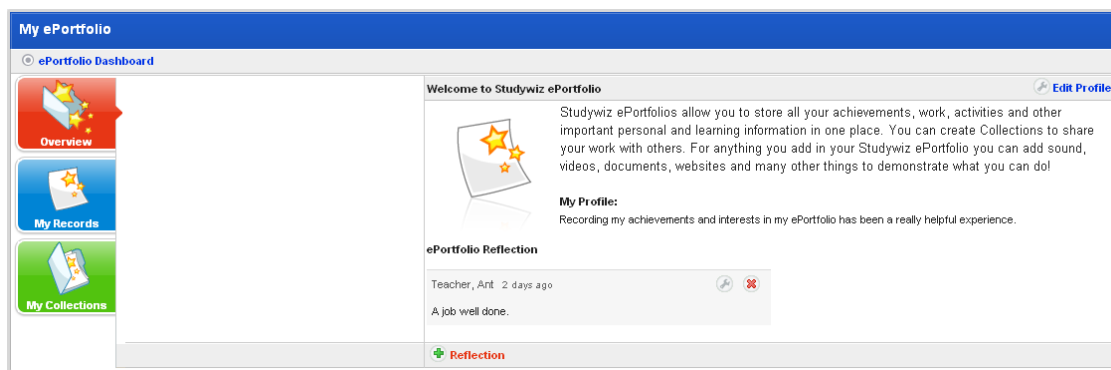 My ePortfolio
ePortfolio Dashboard
Overview
My Records
My Collections
Welcome to Studywiz ePortfolio
Edit Profile
Studywiz ePortfolios allow you to store all your achievements, work, activities and other
important personal and learning information in one place. You can create Collections to share
your work with others. For anything you add in your Studywiz ePortfolio you can add sound,
videos, documents, websites and many other things to demonstrate what you can do!
My Profile:
Recording my achievements and interests in my ePortfolio has been a really helpful experience.
ePortfolio Reflection
Teacher, Ant 2 days ago
A job well done.
Reflection